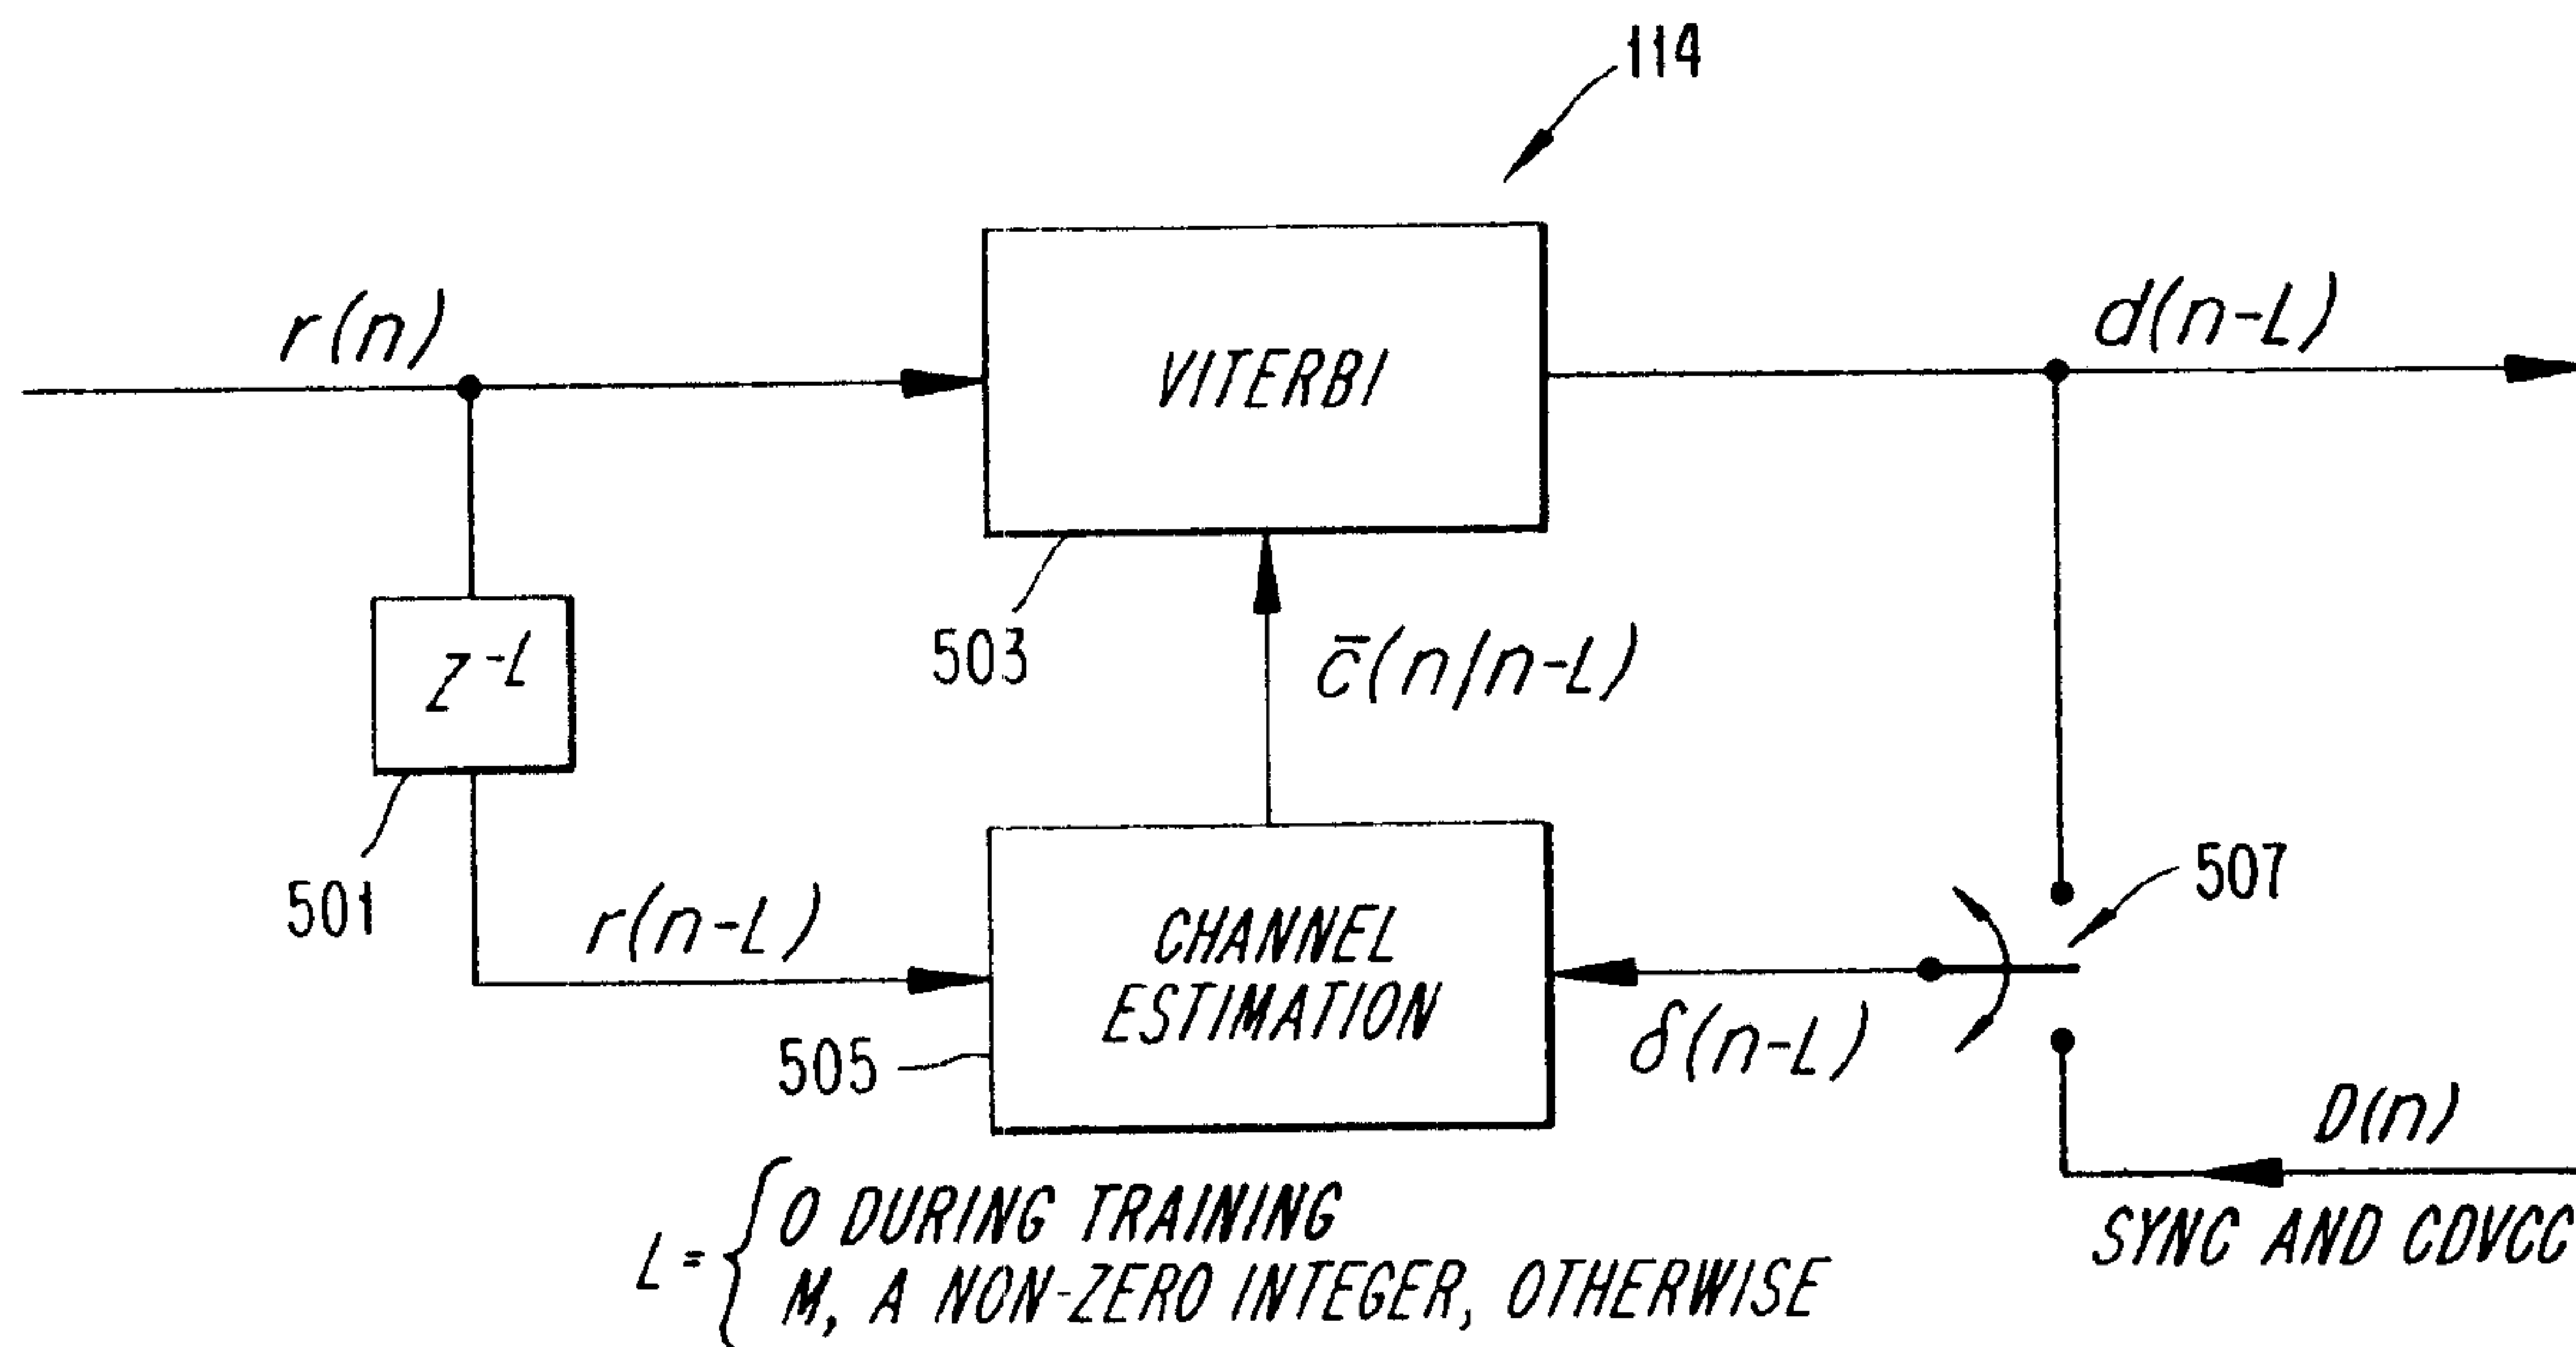 114
r(n)
VITERBI
d(n-L)
Z^-L
503
c̄(n/n-L)
501
r(n-L)
CHANNEL
ESTIMATION
505
δ(n-L)
507
D(n)
SYNC AND CDVCC
L = { 0 DURING TRAINING
M, A NON-ZERO INTEGER, OTHERWISE